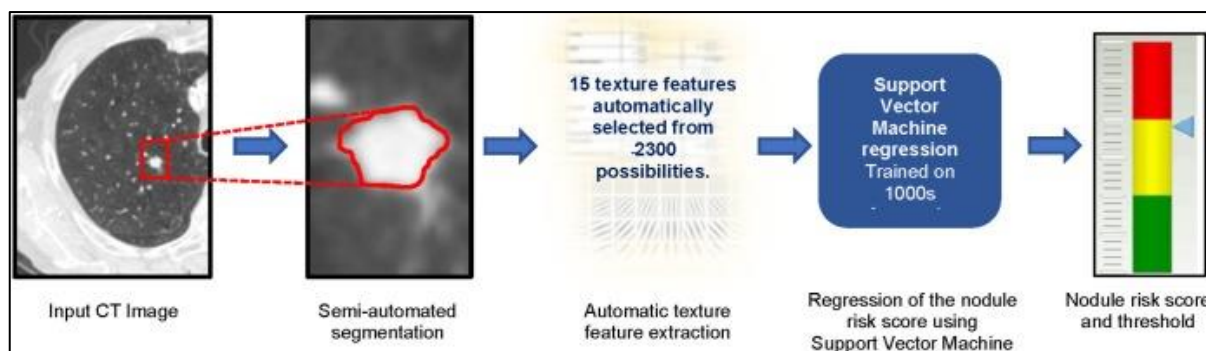 15 texture features
automatically
selected from
-2300
possibilities.
Support
Vector
Machine
regression
Trained on
1000s
Input CT Image
Semi-automated
segmentation
Automatic texture
feature extraction
Regression of the nodule
risk score using
Support Vector Machine
Nodule risk score
and threshold